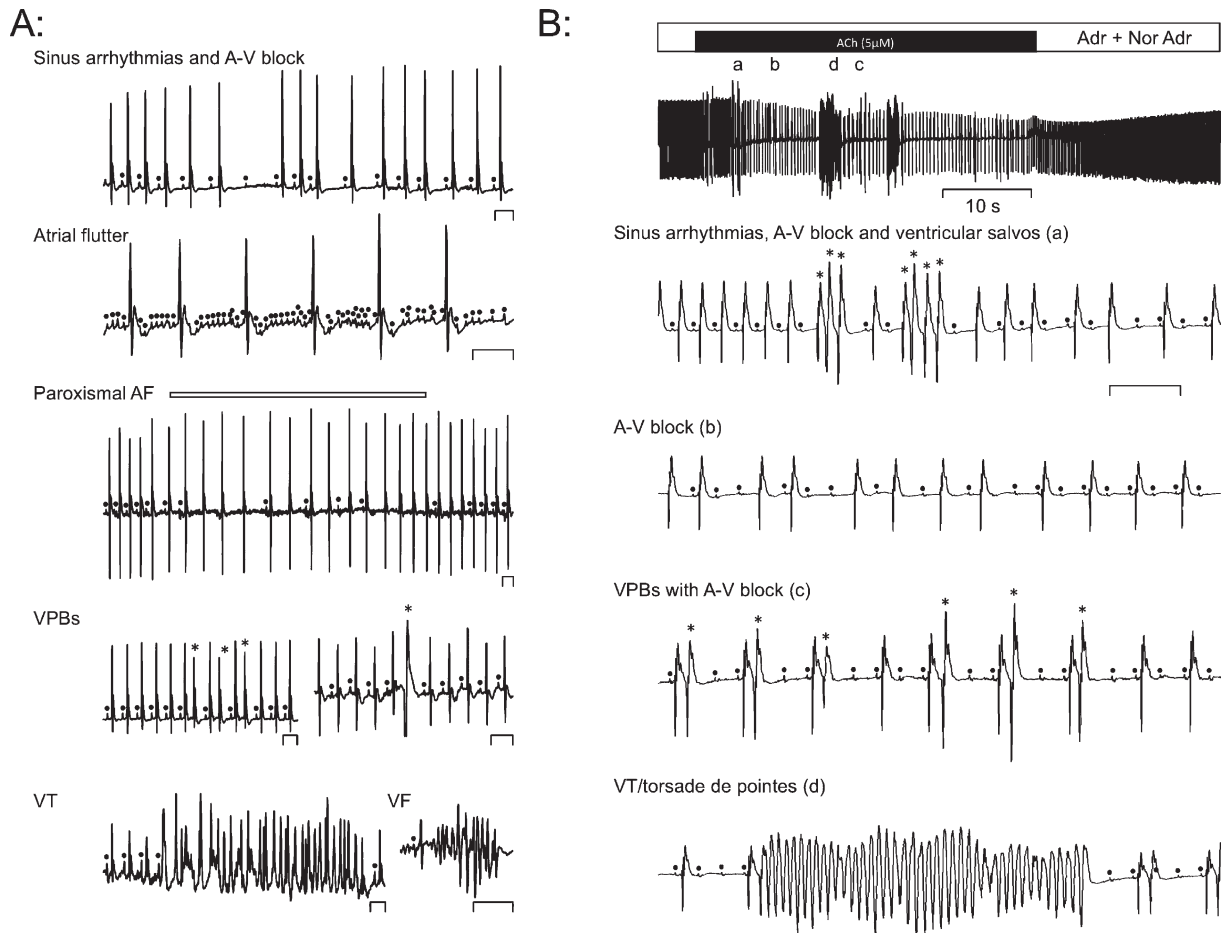 A:
Sinus arrhythmias and A-V block
Atrial flutter
Paroxismal AF
VPBs
* * *
*
VT
VF
B:
ACh (5µM)
Adr + Nor Adr
a b d c
10 s
Sinus arrhythmias, A-V block and ventricular salvos (a)
* * * * * * *
A-V block (b)
VPBs with A-V block (c)
* * * * * *
VT/torsade de pointes (d)